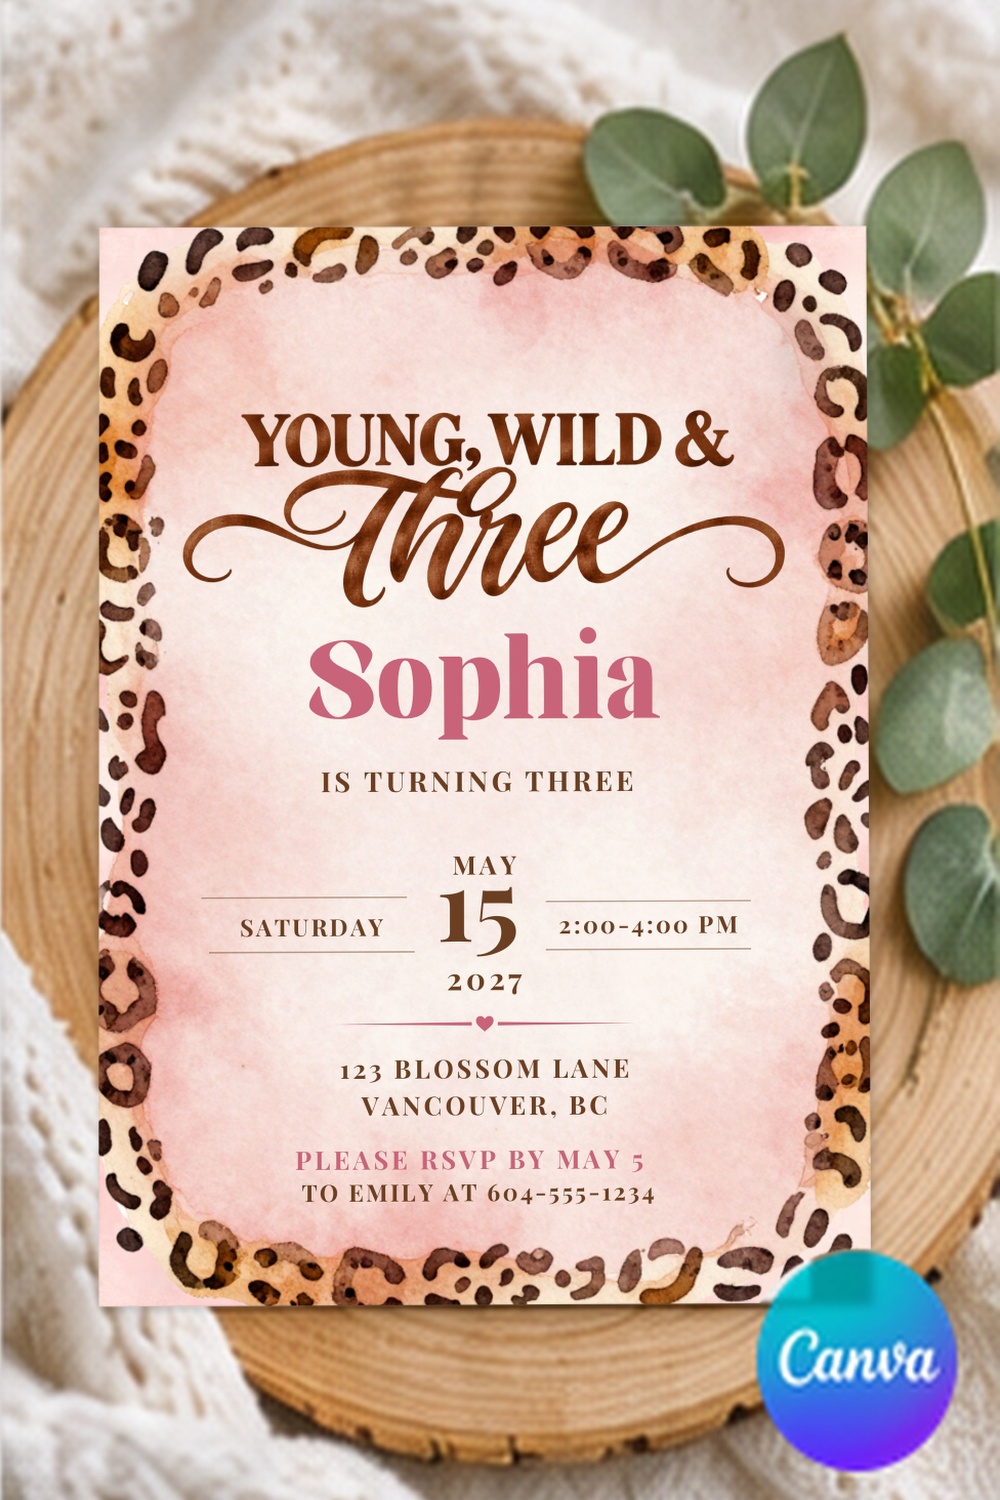 YOUNG, WILD &
Three
Sophia
IS TURNING THREE
MAY
SATURDAY 15 2:00-4:00 PM
2027
123 BLOSSOM LANE
VANCOUVER, BC
PLEASE RSVP BY MAY 5
TO EMILY AT 604-555-1234
Canva